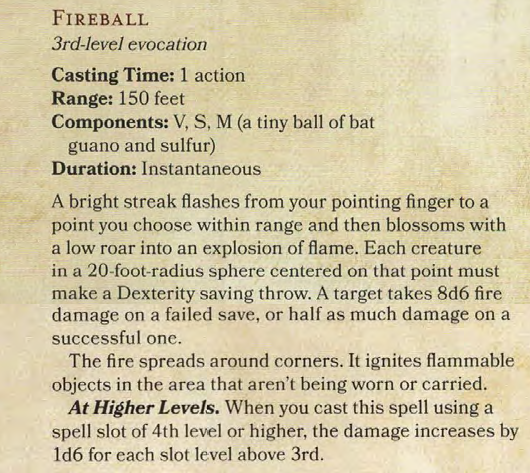 FIREBALL
3rd-level evocation
Casting Time: 1 action
Range: 150 feet
Components: V, S, M (a tiny ball of bat
guano and sulfur)
Duration: Instantaneous
A bright streak flashes from your pointing finger to a
point you choose within range and then blossoms with
a low roar into an explosion of flame. Each creature
in a 20-foot-radius sphere centered on that point must
make a Dexterity saving throw. A target takes 8d6 fire
damage on a failed save, or half as much damage on a
successful one.
The fire spreads around corners. It ignites flammable
objects in the area that aren't being worn or carried.
At Higher Levels. When you cast this spell using a
spell slot of 4th level or higher, the damage increases by
1d6 for each slot level above 3rd.